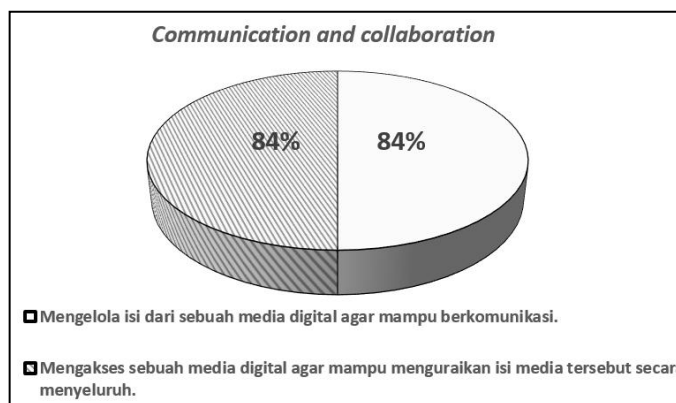 Communication and collaboration
84% 84%
Mengelola isi dari sebuah media digital agar mampu berkomunikasi.
Mengakses sebuah media digital agar mampu menguraikan isi media tersebut
menyeluruh.